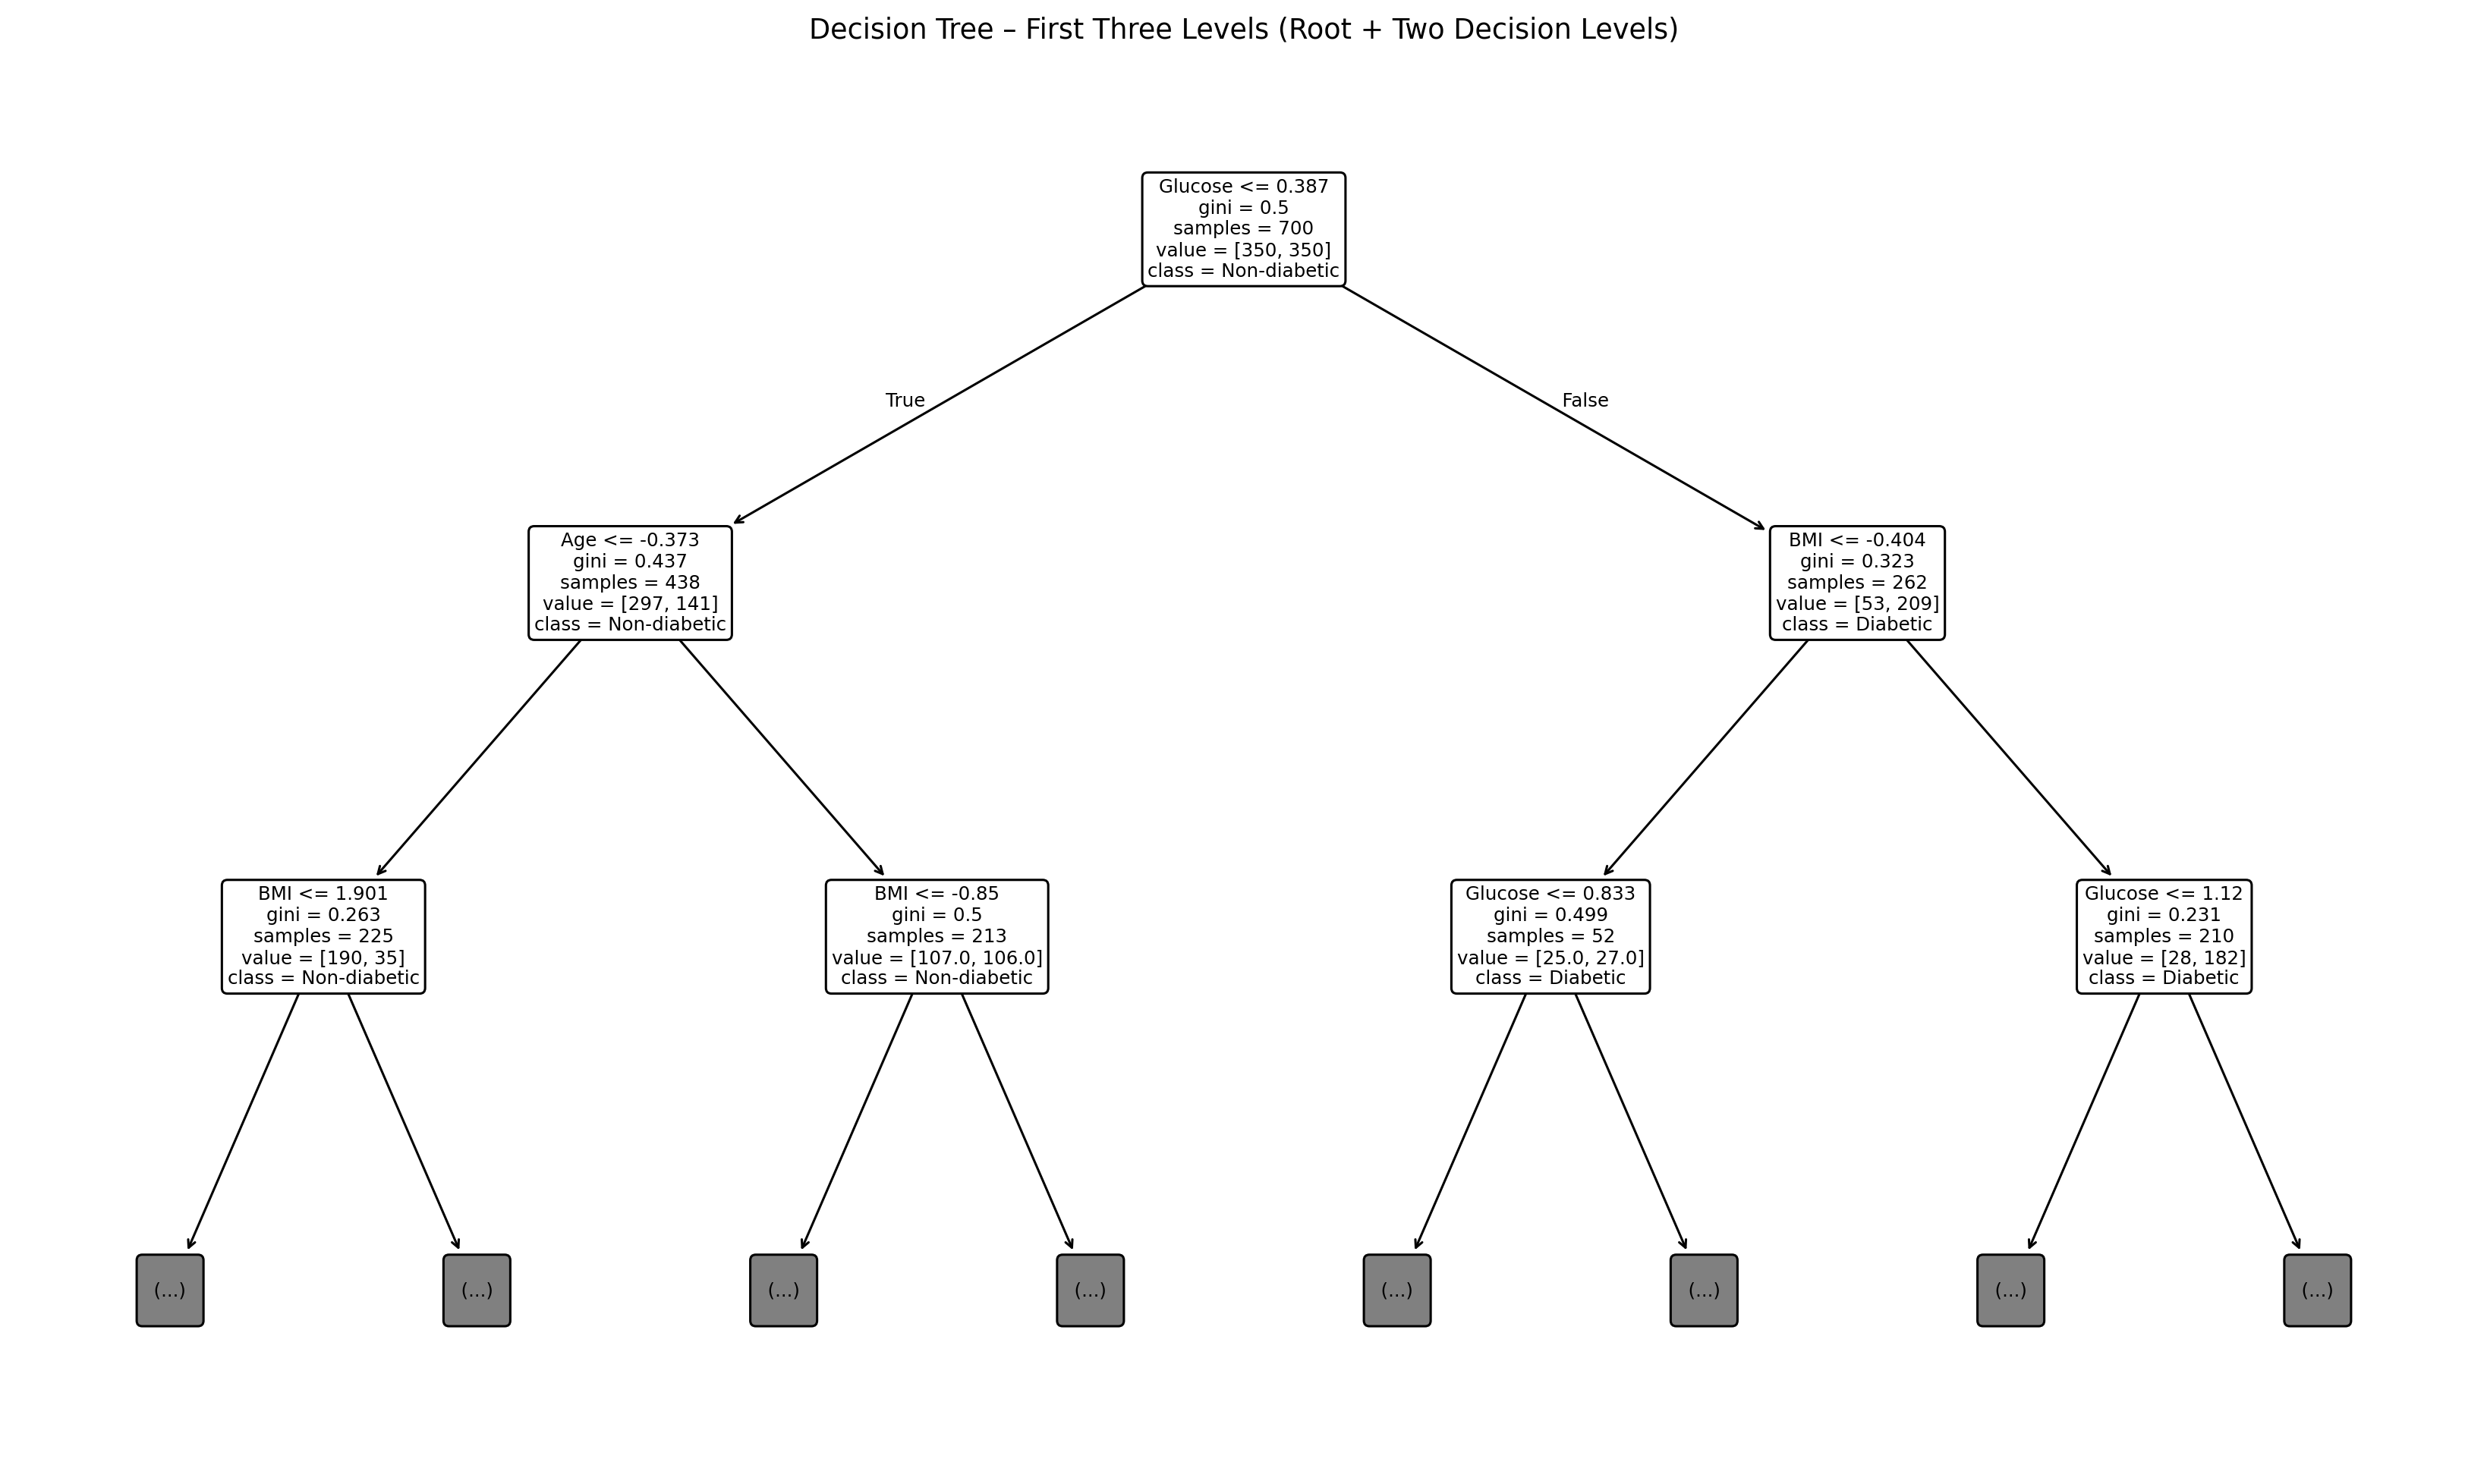 Decision Tree – First Three Levels (Root + Two Decision Levels)
Glucose <= 0.387
gini = 0.5
samples = 700
value = [350, 350]
class = Non-diabetic
True
False
Age <= -0.373
gini = 0.437
samples = 438
value = [297, 141]
class = Non-diabetic
BMI <= -0.404
gini = 0.323
samples = 262
value = [53, 209]
class = Diabetic
BMI <= 1.901
gini = 0.263
samples = 225
value = [190, 35]
class = Non-diabetic
BMI <= -0.85
gini = 0.5
samples = 213
value = [107.0, 106.0]
class = Non-diabetic
Glucose <= 0.833
gini = 0.499
samples = 52
value = [25.0, 27.0]
class = Diabetic
Glucose <= 1.12
gini = 0.231
samples = 210
value = [28, 182]
class = Diabetic
(...)
(...)
(...)
(...)
(...)
(...)
(...)
(...)